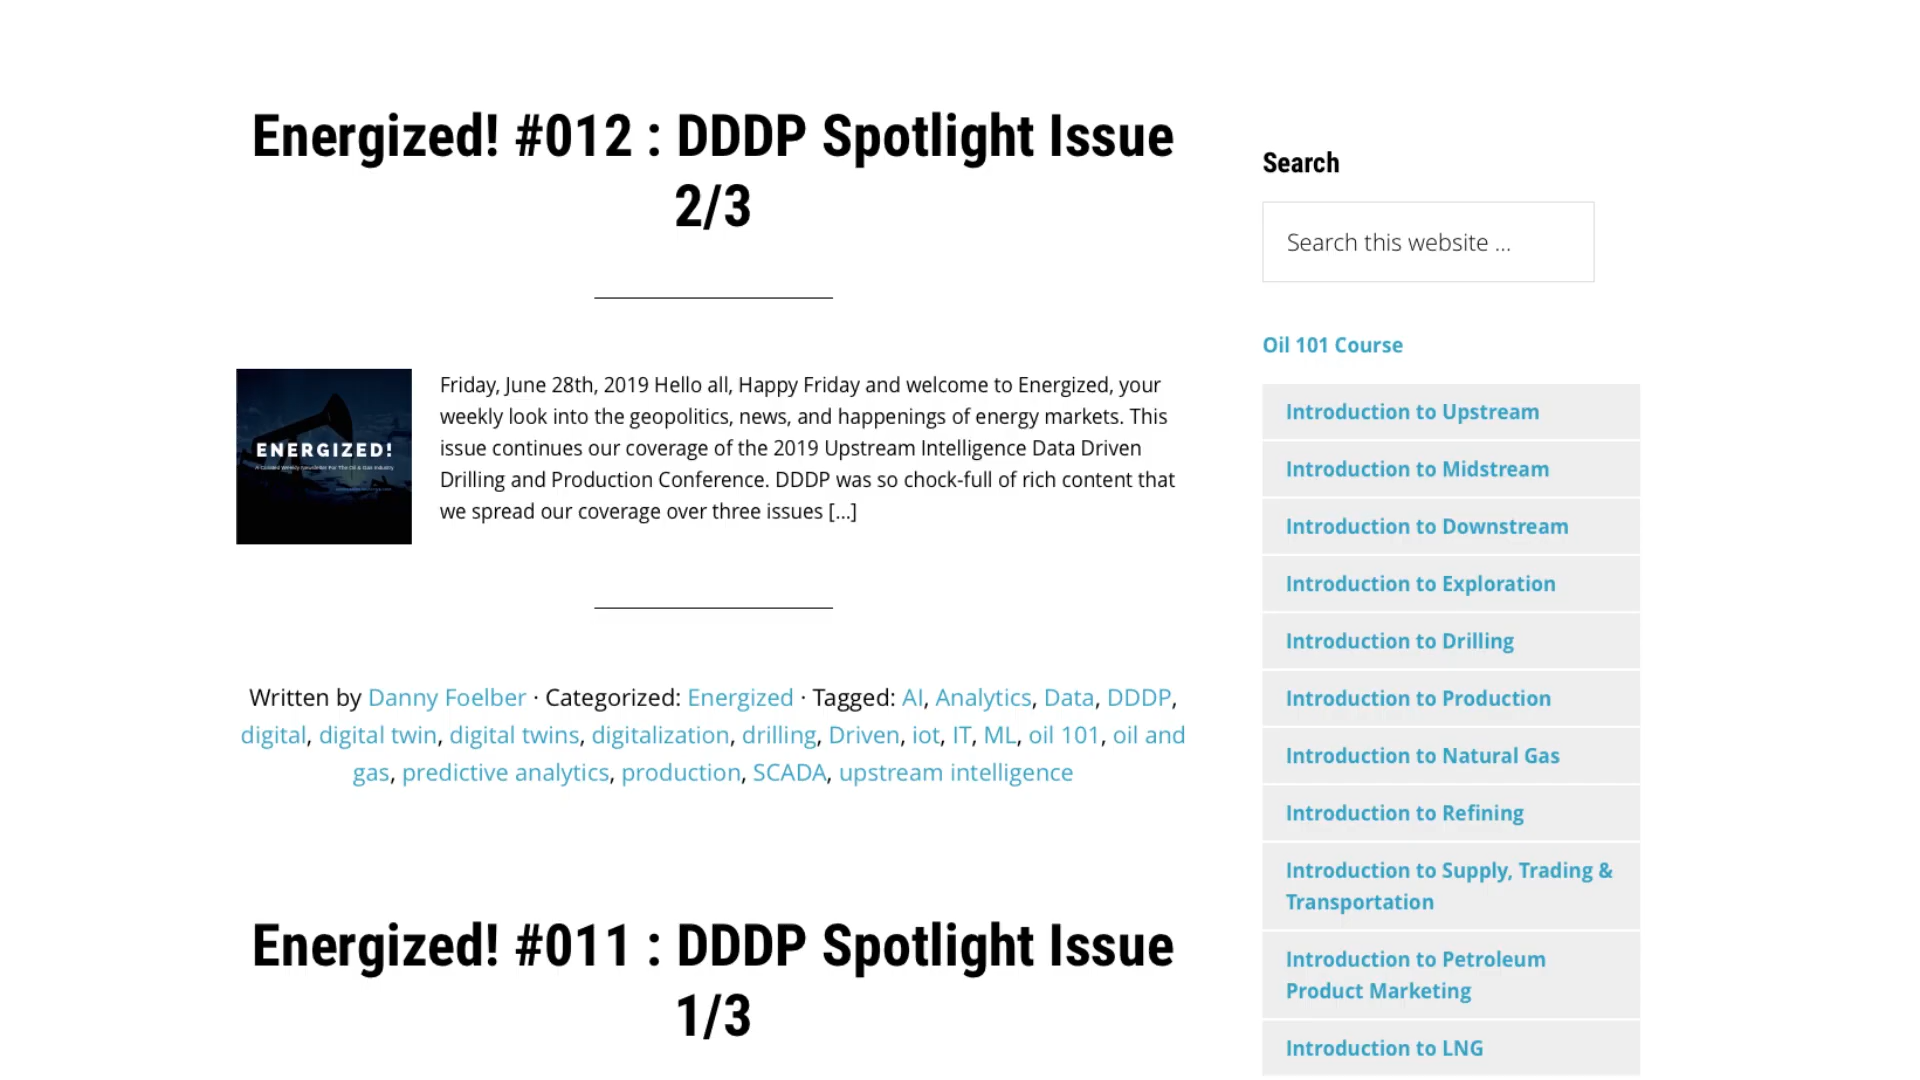 Energized! #012 : DDDP Spotlight Issue
2/3
ENERGIZED!
Friday, June 28th, 2019 Hello all, Happy Friday and welcome to Energized, your
weekly look into the geopolitics, news, and happenings of energy markets. This
issue continues our coverage of the 2019 Upstream Intelligence Data Driven
Drilling and Production Conference. DDDP was so chock-full of rich content that
we spread our coverage over three issues [...]
Written by Danny Foelber · Categorized: Energized · Tagged: AI, Analytics, Data, DDDP,
digital, digital twin, digital twins, digitalization, drilling, Driven, iot, IT, ML, oil 101, oil and
gas, predictive analytics, production, SCADA, upstream intelligence
Energized! #011 : DDDP Spotlight Issue
1/3
Search
Search this website ...
Oil 101 Course
Introduction to Upstream
Introduction to Midstream
Introduction to Downstream
Introduction to Exploration
Introduction to Drilling
Introduction to Production
Introduction to Natural Gas
Introduction to Refining
Introduction to Supply, Trading &
Transportation
Introduction to Petroleum
Product Marketing
Introduction to LNG